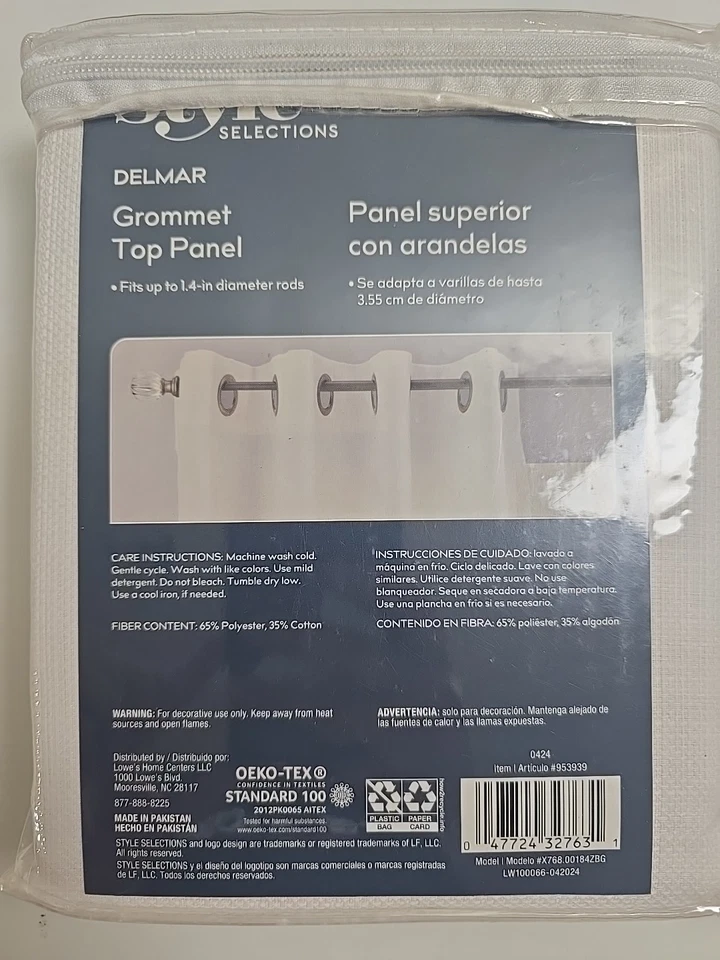 Style
SELECTIONS
DELMAR
Grommet
Top Panel
• Fits up to 1.4-in diameter rods
Panel superior
con arandelas
• Se adapta a varillas de hasta
3.55 cm de diámetro
CARE INSTRUCTIONS: Machine wash cold.
Gentle cycle. Wash with like colors. Use mild
detergent. Do not bleach. Tumble dry low.
Use a cool iron, if needed.
FIBER CONTENT: 65% Polyester, 35% Cotton
INSTRUCCIONES DE CUIDADO: lavado a
máquina en frío. Ciclo delicado. Lave con colores
similares. Utilice detergente suave. No use
blanqueador. Seque en secadora a baja temperatura.
Use una plancha en frío si es necesario.
CONTENIDO EN FIBRA: 65% poliéster, 35% algodón
WARNING: For decorative use only. Keep away from heat
sources and open flames.
ADVERTENCIA: solo para decoración. Mantenga alejado de
las fuentes de calor y las llamas expuestas.
Distributed by / Distribuido por:
Lowe's Home Centers LLC
1000 Lowe's Blvd.
Mooresville, NC 28117
877-888-8225
MADE IN PAKISTAN
HECHO EN PAKISTÁN
OEKO-TEX®
CONFIDENCE IN TEXTILES
STANDARD 100
2012PK0065 AITEX
Tested for harmful substances.
www.oeko-tex.com/standard100
PLASTIC
BAG
PAPER
CARD
how2recycle.info
0424
Item | Artículo #953939
0 47724 32763 1
Model | Modelo #X768.00184ZBG
LW100066-042024
STYLE SELECTIONS and logo design are trademarks or registered trademarks of LF, LLC.
All rights reserved.
STYLE SELECTIONS y el diseño del logotipo son marcas comerciales o marcas registradas
de LF, LLC. Todos los derechos reservados.